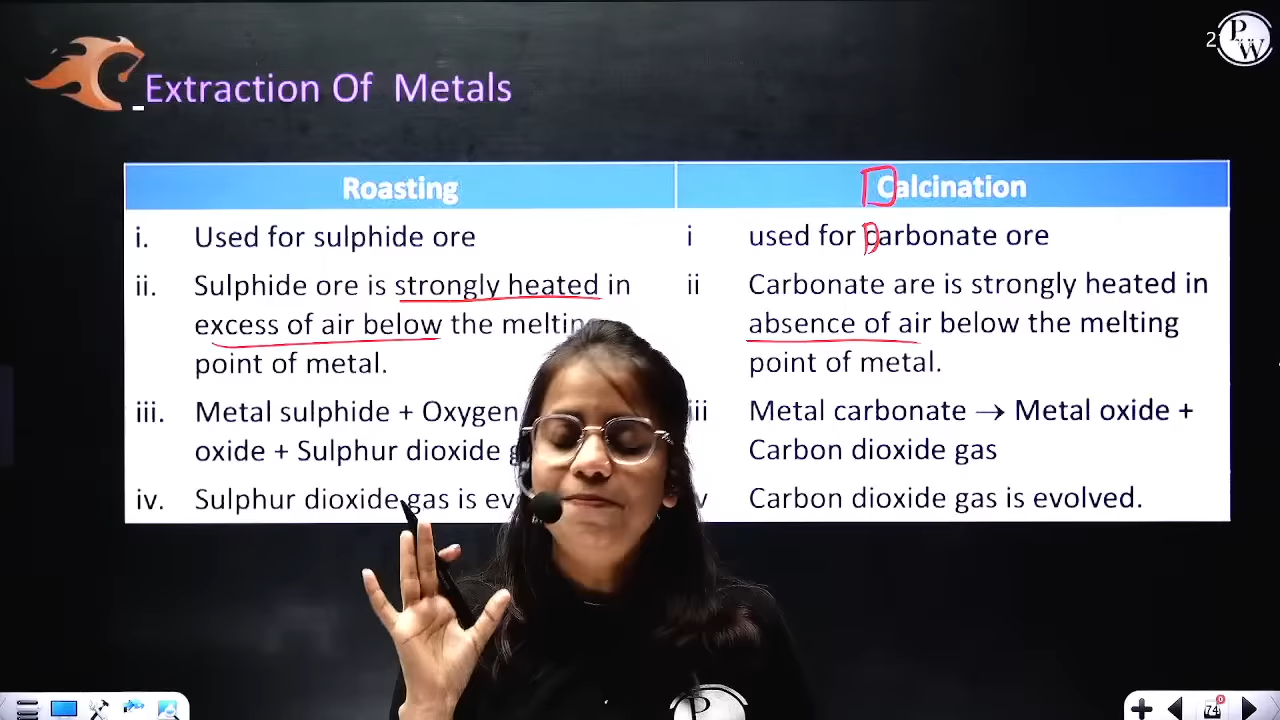 P
W
Extraction Of Metals
Roasting
Calcination
i. Used for sulphide ore
ii. Sulphide ore is strongly heated in
excess of air below the melting
point of metal.
iii. Metal sulphide + Oxygen
oxide + Sulphur dioxide
iv. Sulphur dioxide gas is
i used for carbonate ore
ii Carbonate are is strongly heated in
absence of air below the melting
point of metal.
iii Metal carbonate → Metal oxide +
Carbon dioxide gas
Carbon dioxide gas is evolved.
P
74